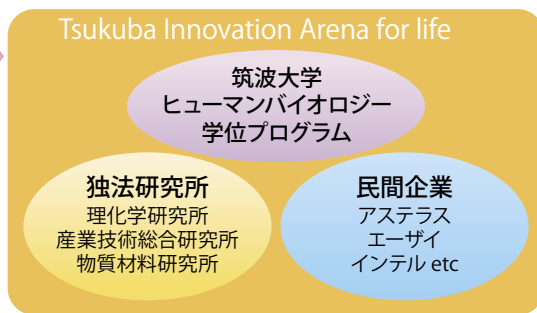 Tsukuba Innovation Arena for life
筑波大学
ヒューマンバイオロジー
学位プログラム
独法研究所
理化学研究所
産業技術総合研究所
物質材料研究所
民間企業
アステラス
エーザイ
インテル etc